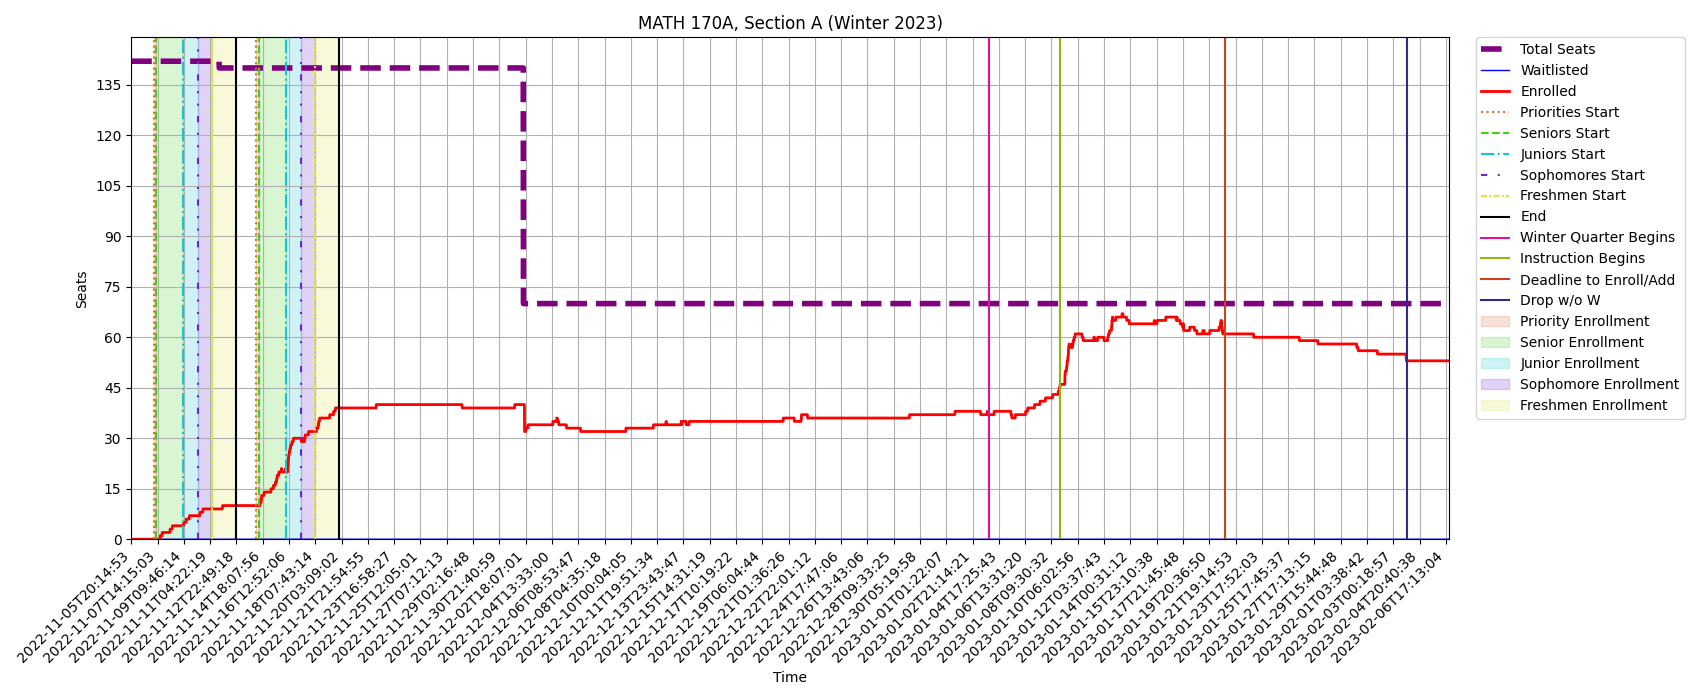 MATH 170A, Section A (Winter 2023)
Seats
135
120
105
90
75
60
45
30
15
0
2022-11-05T20:14:53
2022-11-07T14:15:03
2022-11-09T09:46:14
2022-11-11T04:22:19
2022-11-12T22:49:18
2022-11-14T18:07:56
2022-11-16T12:52:06
2022-11-18T07:43:14
2022-11-20T03:09:02
2022-11-21T21:54:55
2022-11-23T16:58:27
2022-11-25T12:05:01
2022-11-27T07:12:13
2022-11-29T02:16:48
2022-11-30T21:40:59
2022-12-02T18:07:01
2022-12-04T13:33:00
2022-12-06T08:53:47
2022-12-08T04:35:18
2022-12-10T00:04:05
2022-12-11T19:51:34
2022-12-13T23:43:47
2022-12-15T14:31:19
2022-12-17T10:19:22
2022-12-19T06:04:44
2022-12-21T01:36:26
2022-12-22T22:01:12
2022-12-24T17:47:06
2022-12-26T13:43:06
2022-12-28T09:33:25
2022-12-30T05:19:58
2023-01-01T01:22:07
2023-01-02T21:14:21
2023-01-04T17:25:43
2023-01-06T13:31:20
2023-01-08T09:30:32
2023-01-10T06:02:56
2023-01-12T03:37:43
2023-01-14T00:31:12
2023-01-15T23:10:38
2023-01-17T21:45:48
2023-01-19T20:36:50
2023-01-21T19:14:53
2023-01-23T17:52:03
2023-01-25T17:45:37
2023-01-27T17:13:15
2023-01-29T15:44:48
2023-02-01T03:38:42
2023-02-03T00:18:57
2023-02-04T20:40:38
2023-02-06T17:13:04
Time
Total Seats
Waitlisted
Enrolled
Priorities Start
Seniors Start
Juniors Start
Sophomores Start
Freshmen Start
End
Winter Quarter Begins
Instruction Begins
Deadline to Enroll/Add
Drop w/o W
Priority Enrollment
Senior Enrollment
Junior Enrollment
Sophomore Enrollment
Freshmen Enrollment